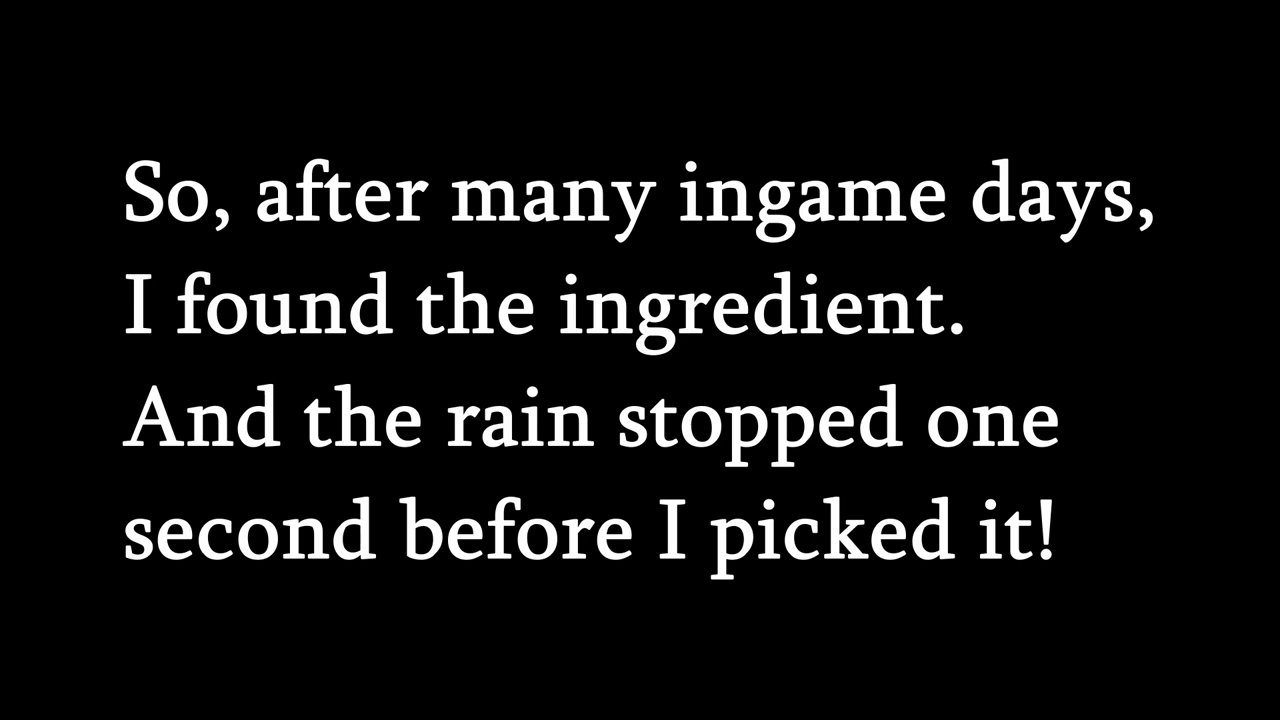 So, after many ingame days,
I found the ingredient.
And the rain stopped one
second before I picked it!